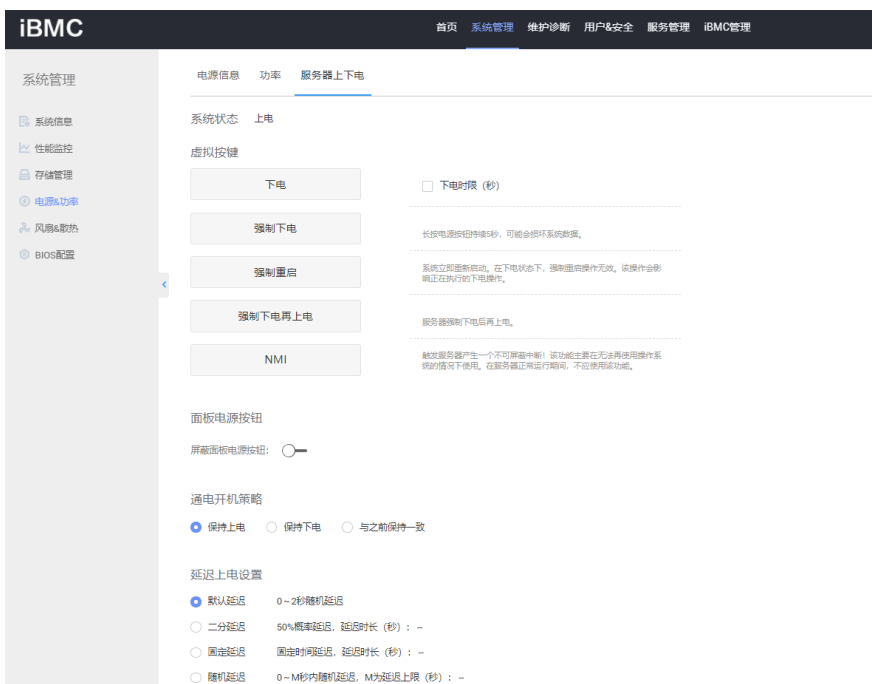 iBMC
首页 系统管理 维护诊断 用户&安全 服务管理 iBMC管理
系统管理
系统信息
性能监控
存储管理
电源&功率
风扇&散热
BIOS配置
电源信息 功率 服务器上下电
系统状态 上电
虚拟按键
下电 下电时限（秒）
强制下电 长按电源按钮持续5秒，可能会损坏系统数据。
强制重启 系统立即重新启动。在下电状态下，强制重启操作无效。该操作会影
响正在执行的下电操作。
强制下电再上电 服务器强制下电后再上电。
NMI 触发服务器产生一个不可屏蔽中断！该功能主要在无法再使用操作系
统的情况下使用。在服务器正常运行期间，不应使用该功能。
面板电源按钮
屏蔽面板电源按钮：
通电开机策略
保持上电 保持下电 与之前保持一致
延迟上电设置
默认延迟 0～2秒随机延迟
二分延迟 50%概率延迟，延迟时长（秒）：--
固定延迟 固定时间延迟，延迟时长（秒）：--
随机延迟 0～M秒内随机延迟，M为延迟上限（秒）：--